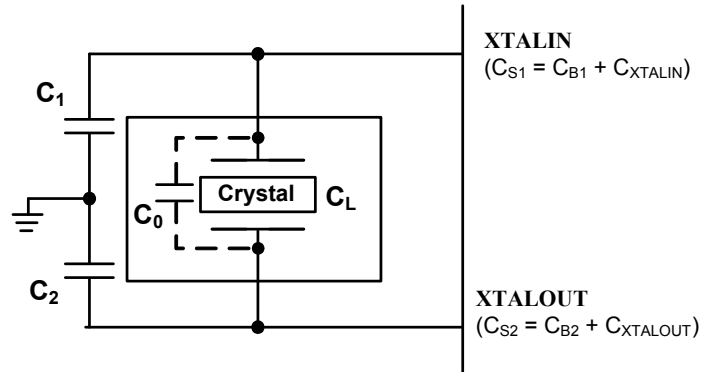 XTALIN
(CS1 = CB1 + CXTALIN)
C1
Crystal
CL
C0
C2
XTALOUT
(CS2 = CB2 + CXTALOUT)